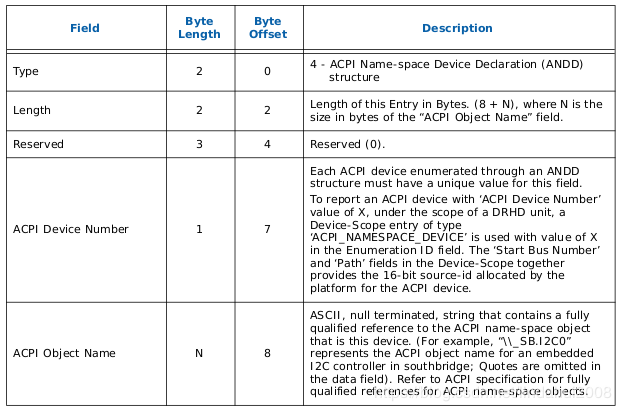 Field Byte Length Byte Offset Description
Type 2 0 4 - ACPI Name-space Device Declaration (ANDD)
structure
Length 2 2 Length of this Entry in Bytes. (8 + N), where N is the
size in bytes of the “ACPI Object Name” field.
Reserved 3 4 Reserved (0).
Each ACPI device enumerated through an ANDD
structure must have a unique value for this field.
To report an ACPI device with ‘ACPI Device Number’
value of X, under the scope of a DRHD unit, a
Device-Scope entry of type
ACPI Device Number 1 7 ‘ACPI_NAMESPACE_DEVICE’ is used with value of X
in the Enumeration ID field. The ‘Start Bus Number’
and ‘Path’ fields in the Device-Scope together
provides the 16-bit source-id allocated by the
platform for the ACPI device.
ASCII, null terminated, string that contains a fully
qualified reference to the ACPI name-space object
that is this device. (For example, “\\_SB.I2C0”
ACPI Object Name N 8 represents the ACPI object name for an embedded
I2C controller in southbridge; Quotes are omitted in
the data field). Refer to ACPI specification for fully
qualified references for ACPI name-space objects.